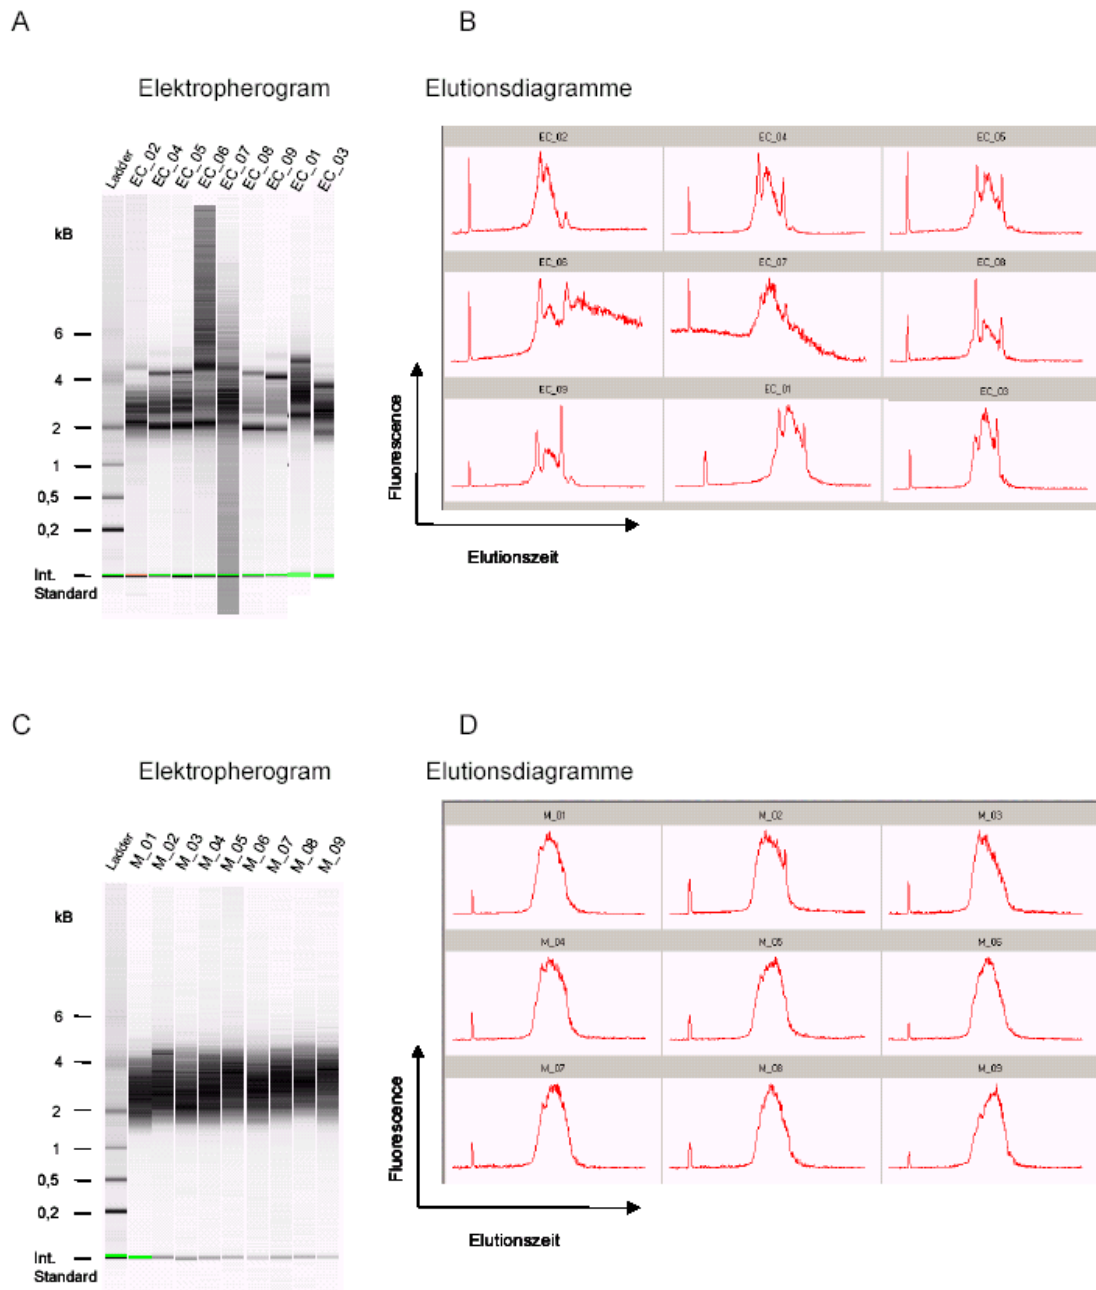 A
B
Elektropherogram
Elutionsdiagramme
Ladder
EC_02
EC_04
EC_05
EC_06
EC_07
EC_08
EC_09
EC_01
EC_03
kB
6
4
2
1
0,5
0,2
Int.
Standard
EC_02
EC_04
EC_05
EC_06
EC_07
EC_08
EC_09
EC_01
EC_03
Fluorescence
Elutionszeit
C
D
Elektropherogram
Elutionsdiagramme
Ladder
M_01
M_02
M_03
M_04
M_05
M_06
M_07
M_08
M_09
kB
6
4
2
1
0,5
0,2
Int.
Standard
M_01
M_02
M_03
M_04
M_05
M_06
M_07
M_08
M_09
Fluorescence
Elutionszeit